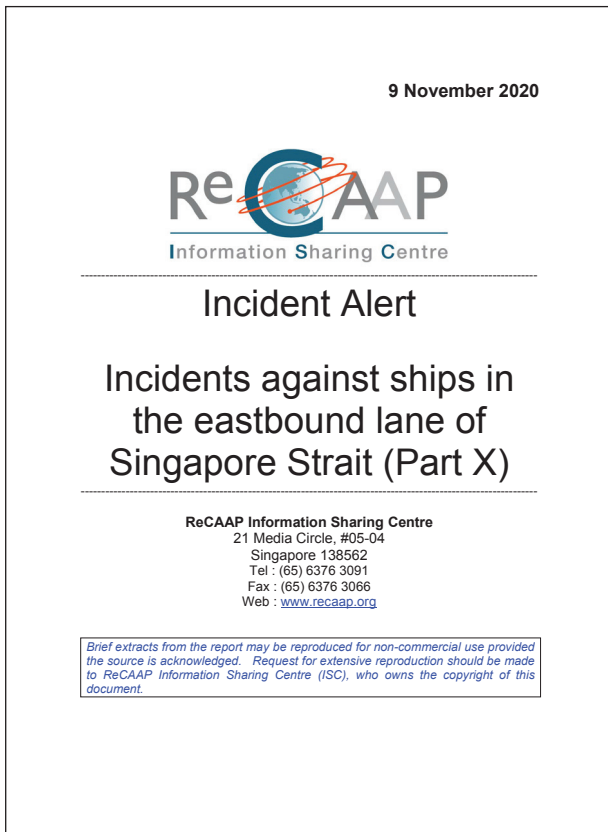 9 November 2020
ReCAAP
Information Sharing Centre
Incident Alert
Incidents against ships in
the eastbound lane of
Singapore Strait (Part X)
ReCAAP Information Sharing Centre
21 Media Circle, #05-04
Singapore 138562
Tel : (65) 6376 3091
Fax : (65) 6376 3066
Web : www.recaap.org
Brief extracts from the report may be reproduced for non-commercial use provided
the source is acknowledged. Request for extensive reproduction should be made
to ReCAAP Information Sharing Centre (ISC), who owns the copyright of this
document.